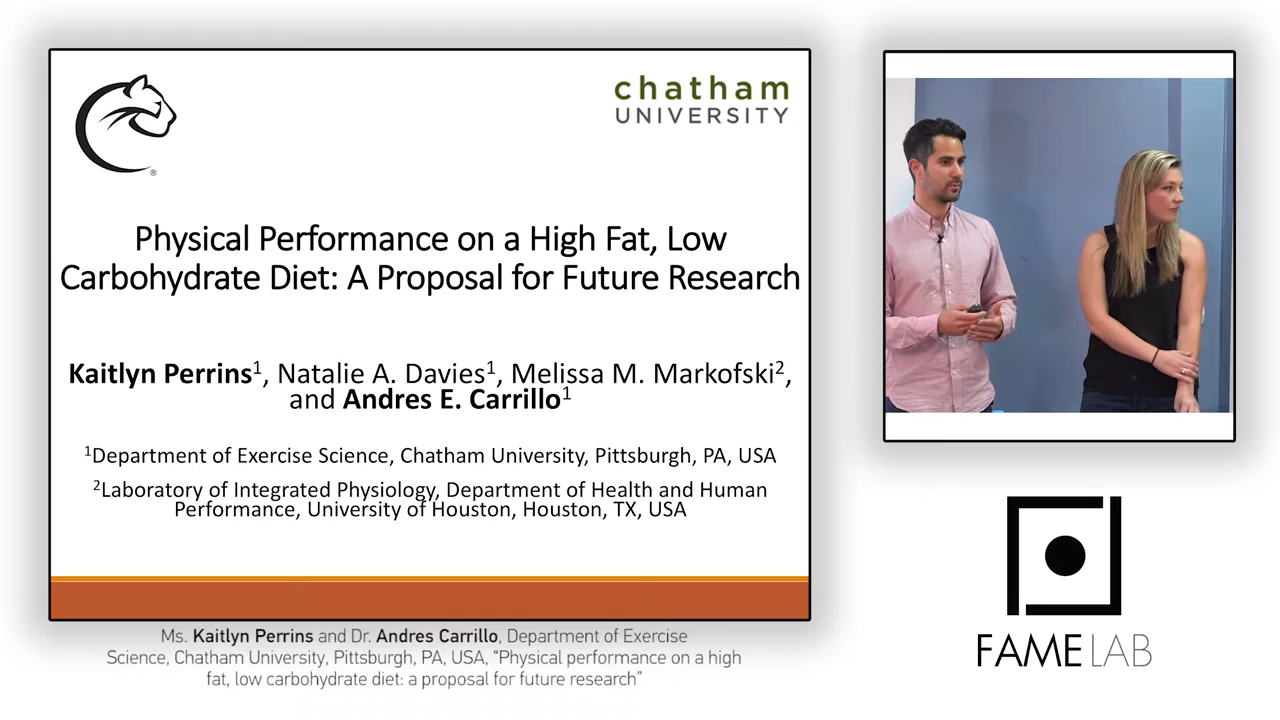 chatham
UNIVERSITY
®
Physical Performance on a High Fat, Low
Carbohydrate Diet: A Proposal for Future Research
Kaitlyn Perrins1, Natalie A. Davies1, Melissa M. Markofski2,
and Andres E. Carrillo1
1Department of Exercise Science, Chatham University, Pittsburgh, PA, USA
2Laboratory of Integrated Physiology, Department of Health and Human
Performance, University of Houston, Houston, TX, USA
Ms. Kaitlyn Perrins and Dr. Andres Carrillo, Department of Exercise
Science, Chatham University, Pittsburgh, PA, USA, “Physical performance on a high
fat, low carbohydrate diet: a proposal for future research”
FAME LAB